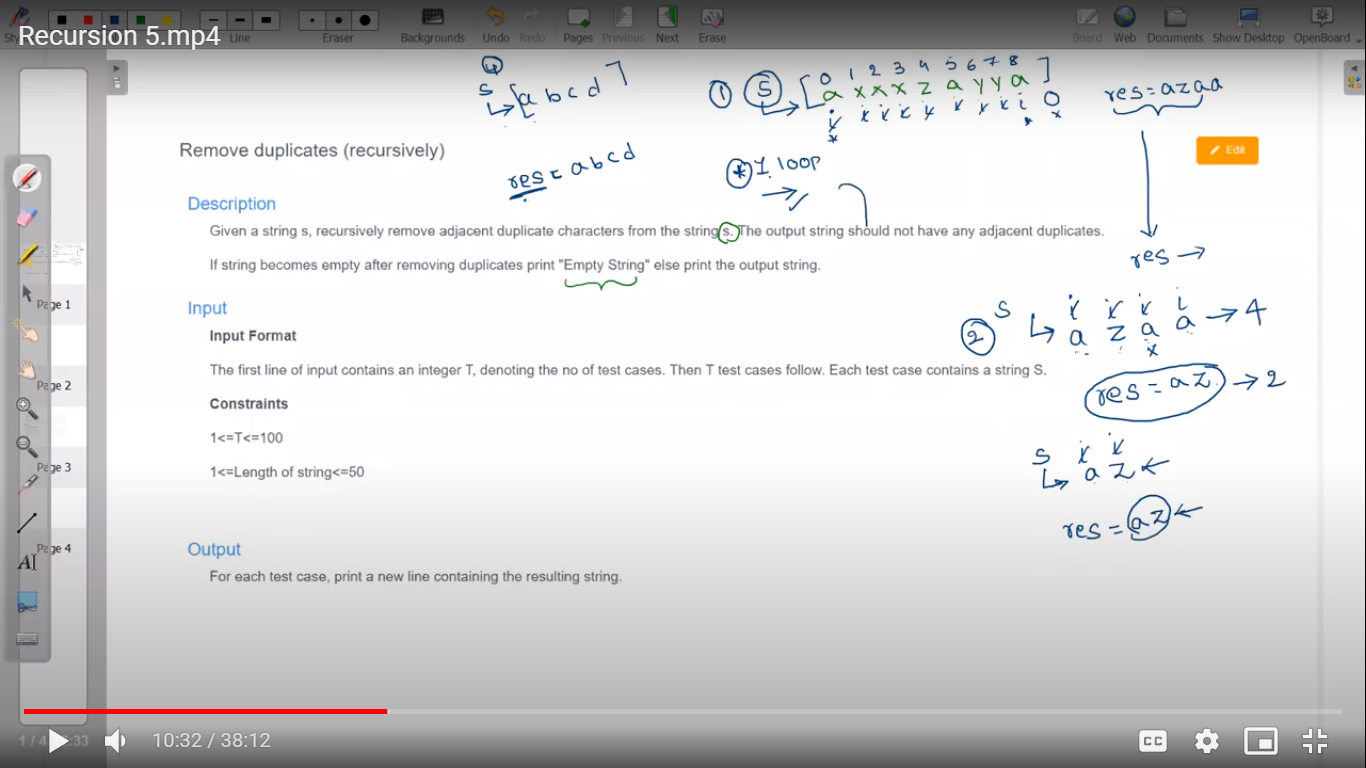 Recursion 5.mp4
Line
Eraser
Backgrounds
Undo
Redo
Pages
Previous
Next
Erase
Board
Web
Documents
Show Desktop
OpenBoard
4
S
[a b c d]
res = abcd
1 S [a x x x z a y y a]
0 1 2 3 4 5 6 7 8
res = azaa
* I loop
res →
Remove duplicates (recursively)
Edit
Description
Given a string s, recursively remove adjacent duplicate characters from the string s. The output string should not have any adjacent duplicates.
If string becomes empty after removing duplicates print "Empty String" else print the output string.
Input
Input Format
The first line of input contains an integer T, denoting the no of test cases. Then T test cases follow. Each test case contains a string S.
Constraints
1<=T<=100
1<=Length of string<=50
Output
For each test case, print a new line containing the resulting string.
2 S
a z a a → 4
res = az → 2
S
a z ←
res = az ←
Page 1
Page 2
Page 3
Page 4
10:32 / 38:12
CC